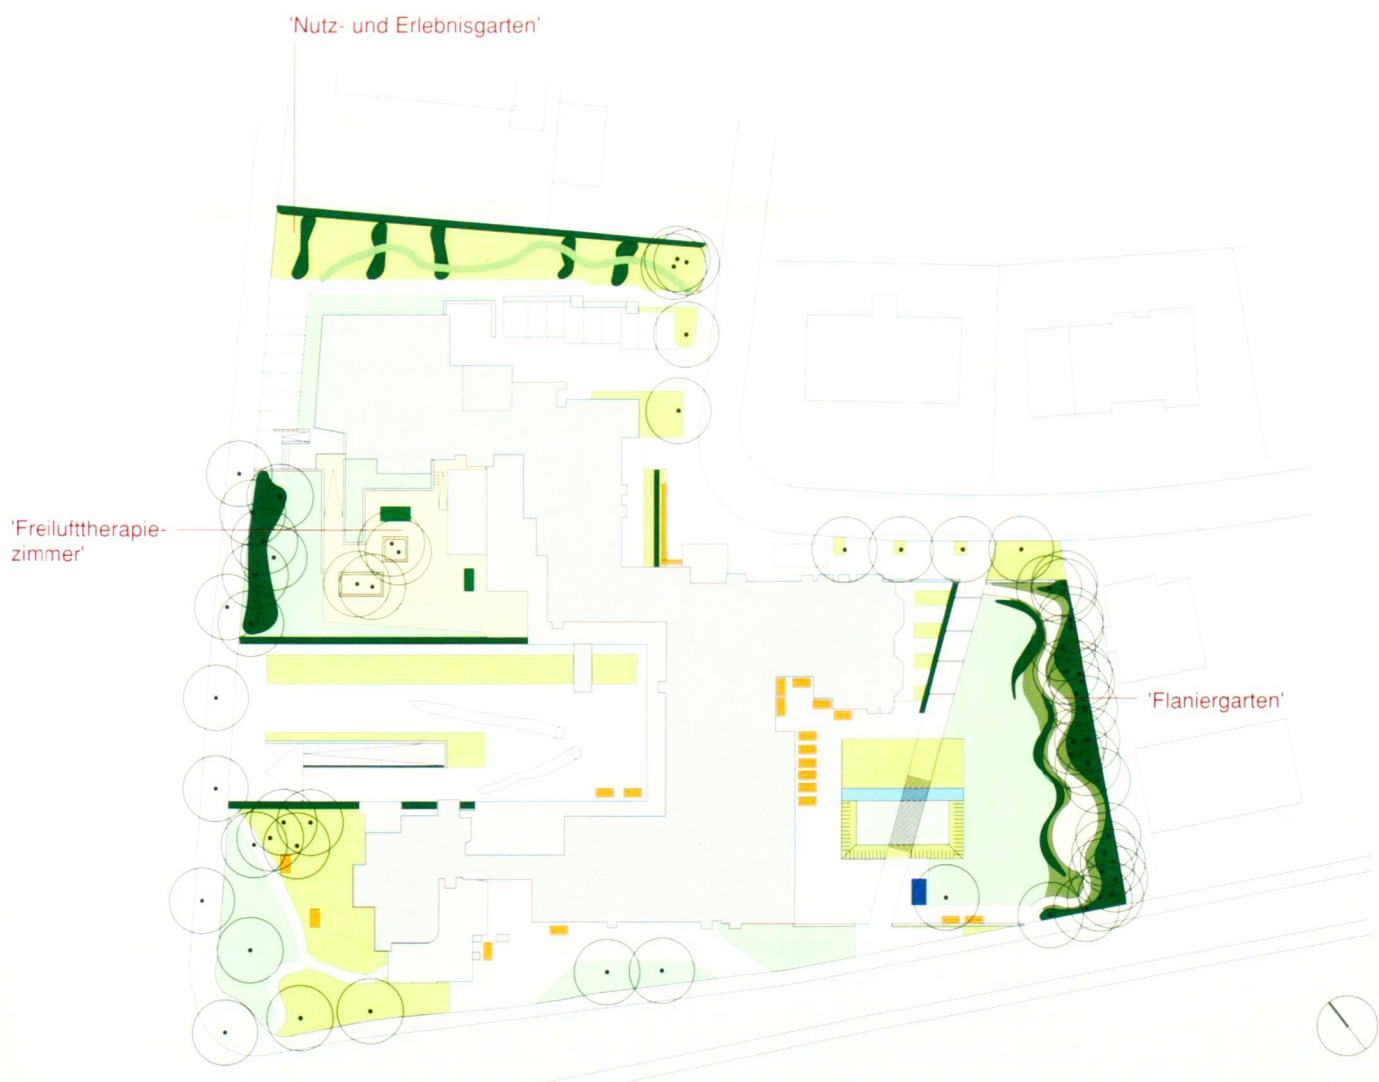 'Nutz- und Erlebnisgarten'
'Freilufttherapie-
zimmer'
'Flaniergarten'